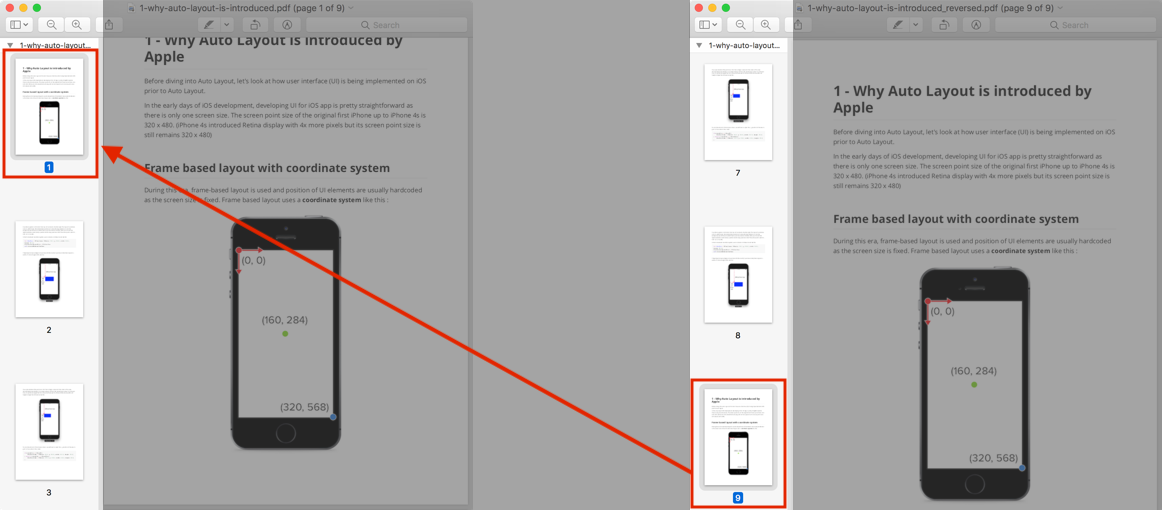 1-why-auto-layout-is-introduced.pdf (page 1 of 9)
Search
1-why-auto-layout...
1
2
3
1 - Why Auto Layout is introduced by
Apple
Before diving into Auto Layout, let's look at how user interface (UI) is being implemented on iOS
prior to Auto Layout.
In the early days of iOS development, developing UI for iOS app is pretty straightforward as
there is only one screen size. The screen point size of the original first iPhone up to iPhone 4s is
320 x 480. (iPhone 4s introduced Retina display with 4x more pixels but its screen point size is
still remains 320 x 480)
Frame based layout with coordinate system
During this era, frame-based layout is used and position of UI elements are usually hardcoded
as the screen size is fixed. Frame based layout uses a coordinate system like this :
(0, 0)
(160, 284)
(320, 568)
1-why-auto-layout-is-introduced_reversed.pdf (page 9 of 9)
Search
1-why-auto-layout...
7
8
9
1 - Why Auto Layout is introduced by
Apple
Before diving into Auto Layout, let's look at how user interface (UI) is being implemented on iOS
prior to Auto Layout.
In the early days of iOS development, developing UI for iOS app is pretty straightforward as
there is only one screen size. The screen point size of the original first iPhone up to iPhone 4s is
320 x 480. (iPhone 4s introduced Retina display with 4x more pixels but its screen point size is
still remains 320 x 480)
Frame based layout with coordinate system
During this era, frame-based layout is used and position of UI elements are usually hardcoded
as the screen size is fixed. Frame based layout uses a coordinate system like this :
(0, 0)
(160, 284)
(320, 568)